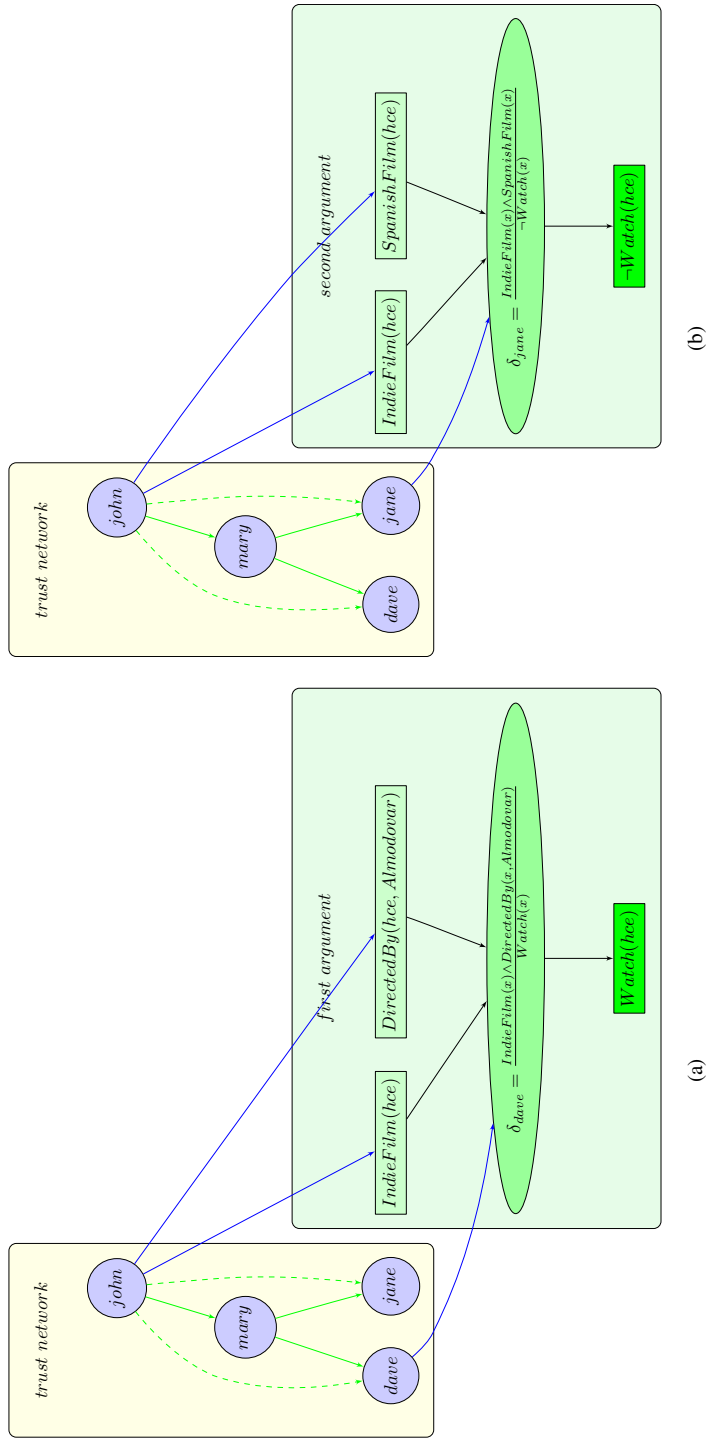 trust network
john
mary
dave
jane
first argument
IndieFilm(hce)
DirectedBy(hce, Almodovar)
δ_dave = IndieFilm(x)∧DirectedBy(x,Almodovar)
Watch(x)
Watch(hce)
(a)
trust network
john
mary
dave
jane
second argument
IndieFilm(hce)
SpanishFilm(hce)
δ_jane = IndieFilm(x)∧SpanishFilm(x)
¬Watch(x)
¬Watch(hce)
(b)